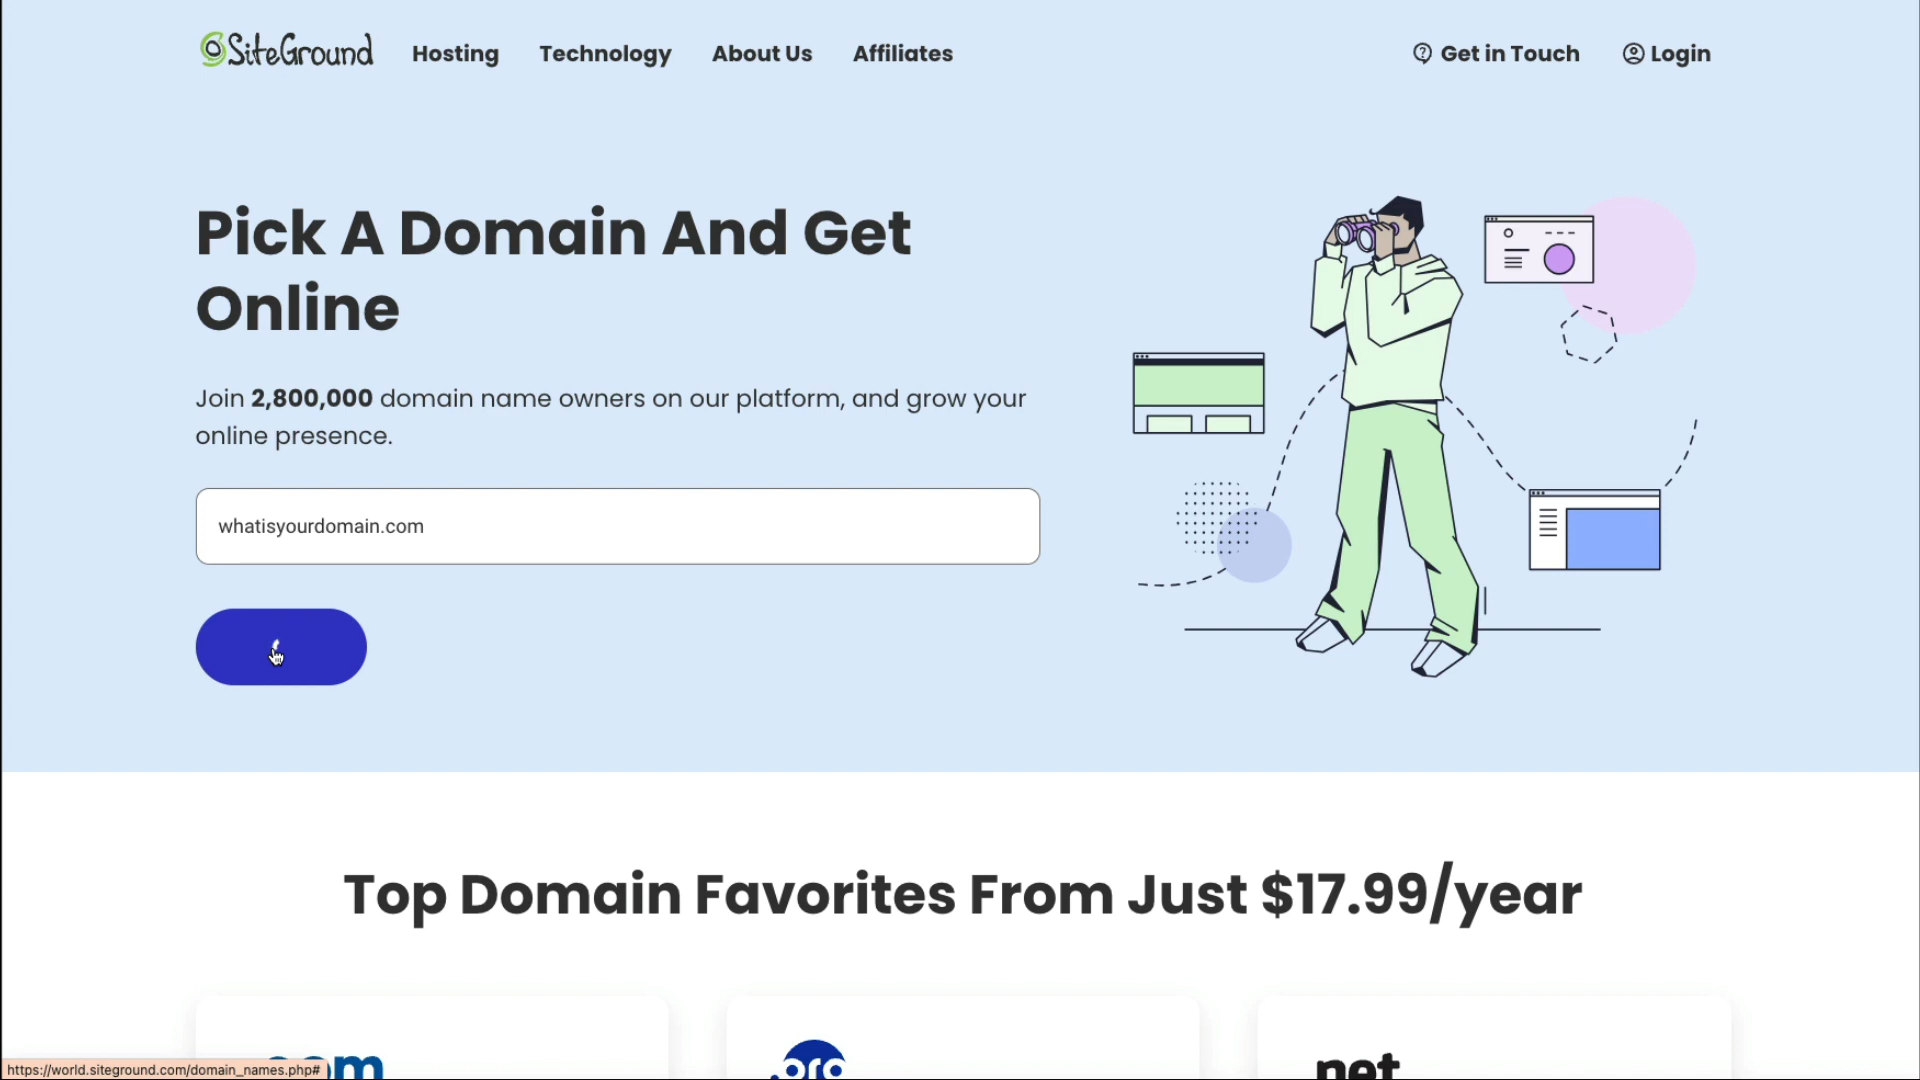 SiteGround Hosting Technology About Us Affiliates Get in Touch Login
Pick A Domain And Get
Online
Join 2,800,000 domain name owners on our platform, and grow your
online presence.
whatisyourdomain.com
Top Domain Favorites From Just $17.99/year
.org
net
https://world.siteground.com/domain_names.php#